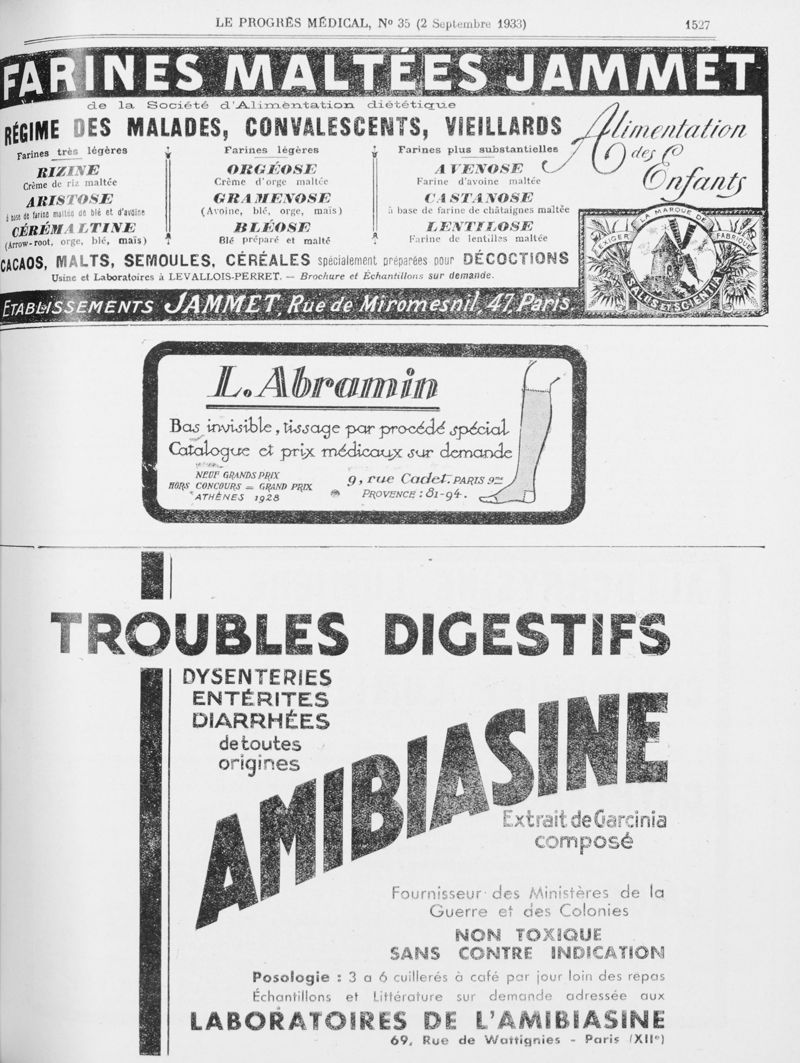 LE PROGRÈS MÉDICAL, No 35 (2 Septembre 1933) 1527
FARINES MALTÉES JAMMET
de la Société d'Alimentation diététique
RÉGIME DES MALADES, CONVALESCENTS, VIEILLARDS
Alimentation
des
Enfants
Farines très légères
RIZINE
Crème de riz maltée
ARISTOSE
à base de farine maltée de blé et d'avoine
CÉRÉMALTINE
(Arrow-root, orge, blé, maïs)
Farines légères
ORGÉOSE
Crème d'orge maltée
GRAMENOSE
(Avoine, blé, orge, maïs)
BLÉOSE
Blé préparé et malté
Farines plus substantielles
AVENOSE
Farine d'avoine maltée
CASTANOSE
à base de farine de châtaignes maltée
LENTILOSE
Farine de lentilles maltée
CACAOS, MALTS, SEMOULES, CÉRÉALES spécialement préparées pour DÉCOCTIONS
Usine et Laboratoires à LEVALLOIS-PERRET. — Brochure et Échantillons sur demande.
ETABLISSEMENTS JAMMET, Rue de Miromesnil, 47, Paris
EXIGER LA MARQUE DE FABRIQUE
SALUS ET SCIENTIA
L. Abramin
Bas invisible, tissage par procédé spécial
Catalogue et prix médicaux sur demande
NEUF GRANDS PRIX
HORS CONCOURS = GRAND PRIX
ATHÈNES 1928
9, rue Cadet. PARIS 9me
PROVENCE : 81-94.
TROUBLES DIGESTIFS
DYSENTERIES
ENTÉRITES
DIARRHÉES
de toutes
origines
AMIBIASINE
Extrait de Garcinia
composé
Fournisseur des Ministères de la
Guerre et des Colonies
NON TOXIQUE
SANS CONTRE INDICATION
Posologie : 3 a 6 cuillerés à café par jour loin des repas
Échantillons et Littérature sur demande adressée aux
LABORATOIRES DE L'AMIBIASINE
69, Rue de Wattignies - Paris (XIIe)